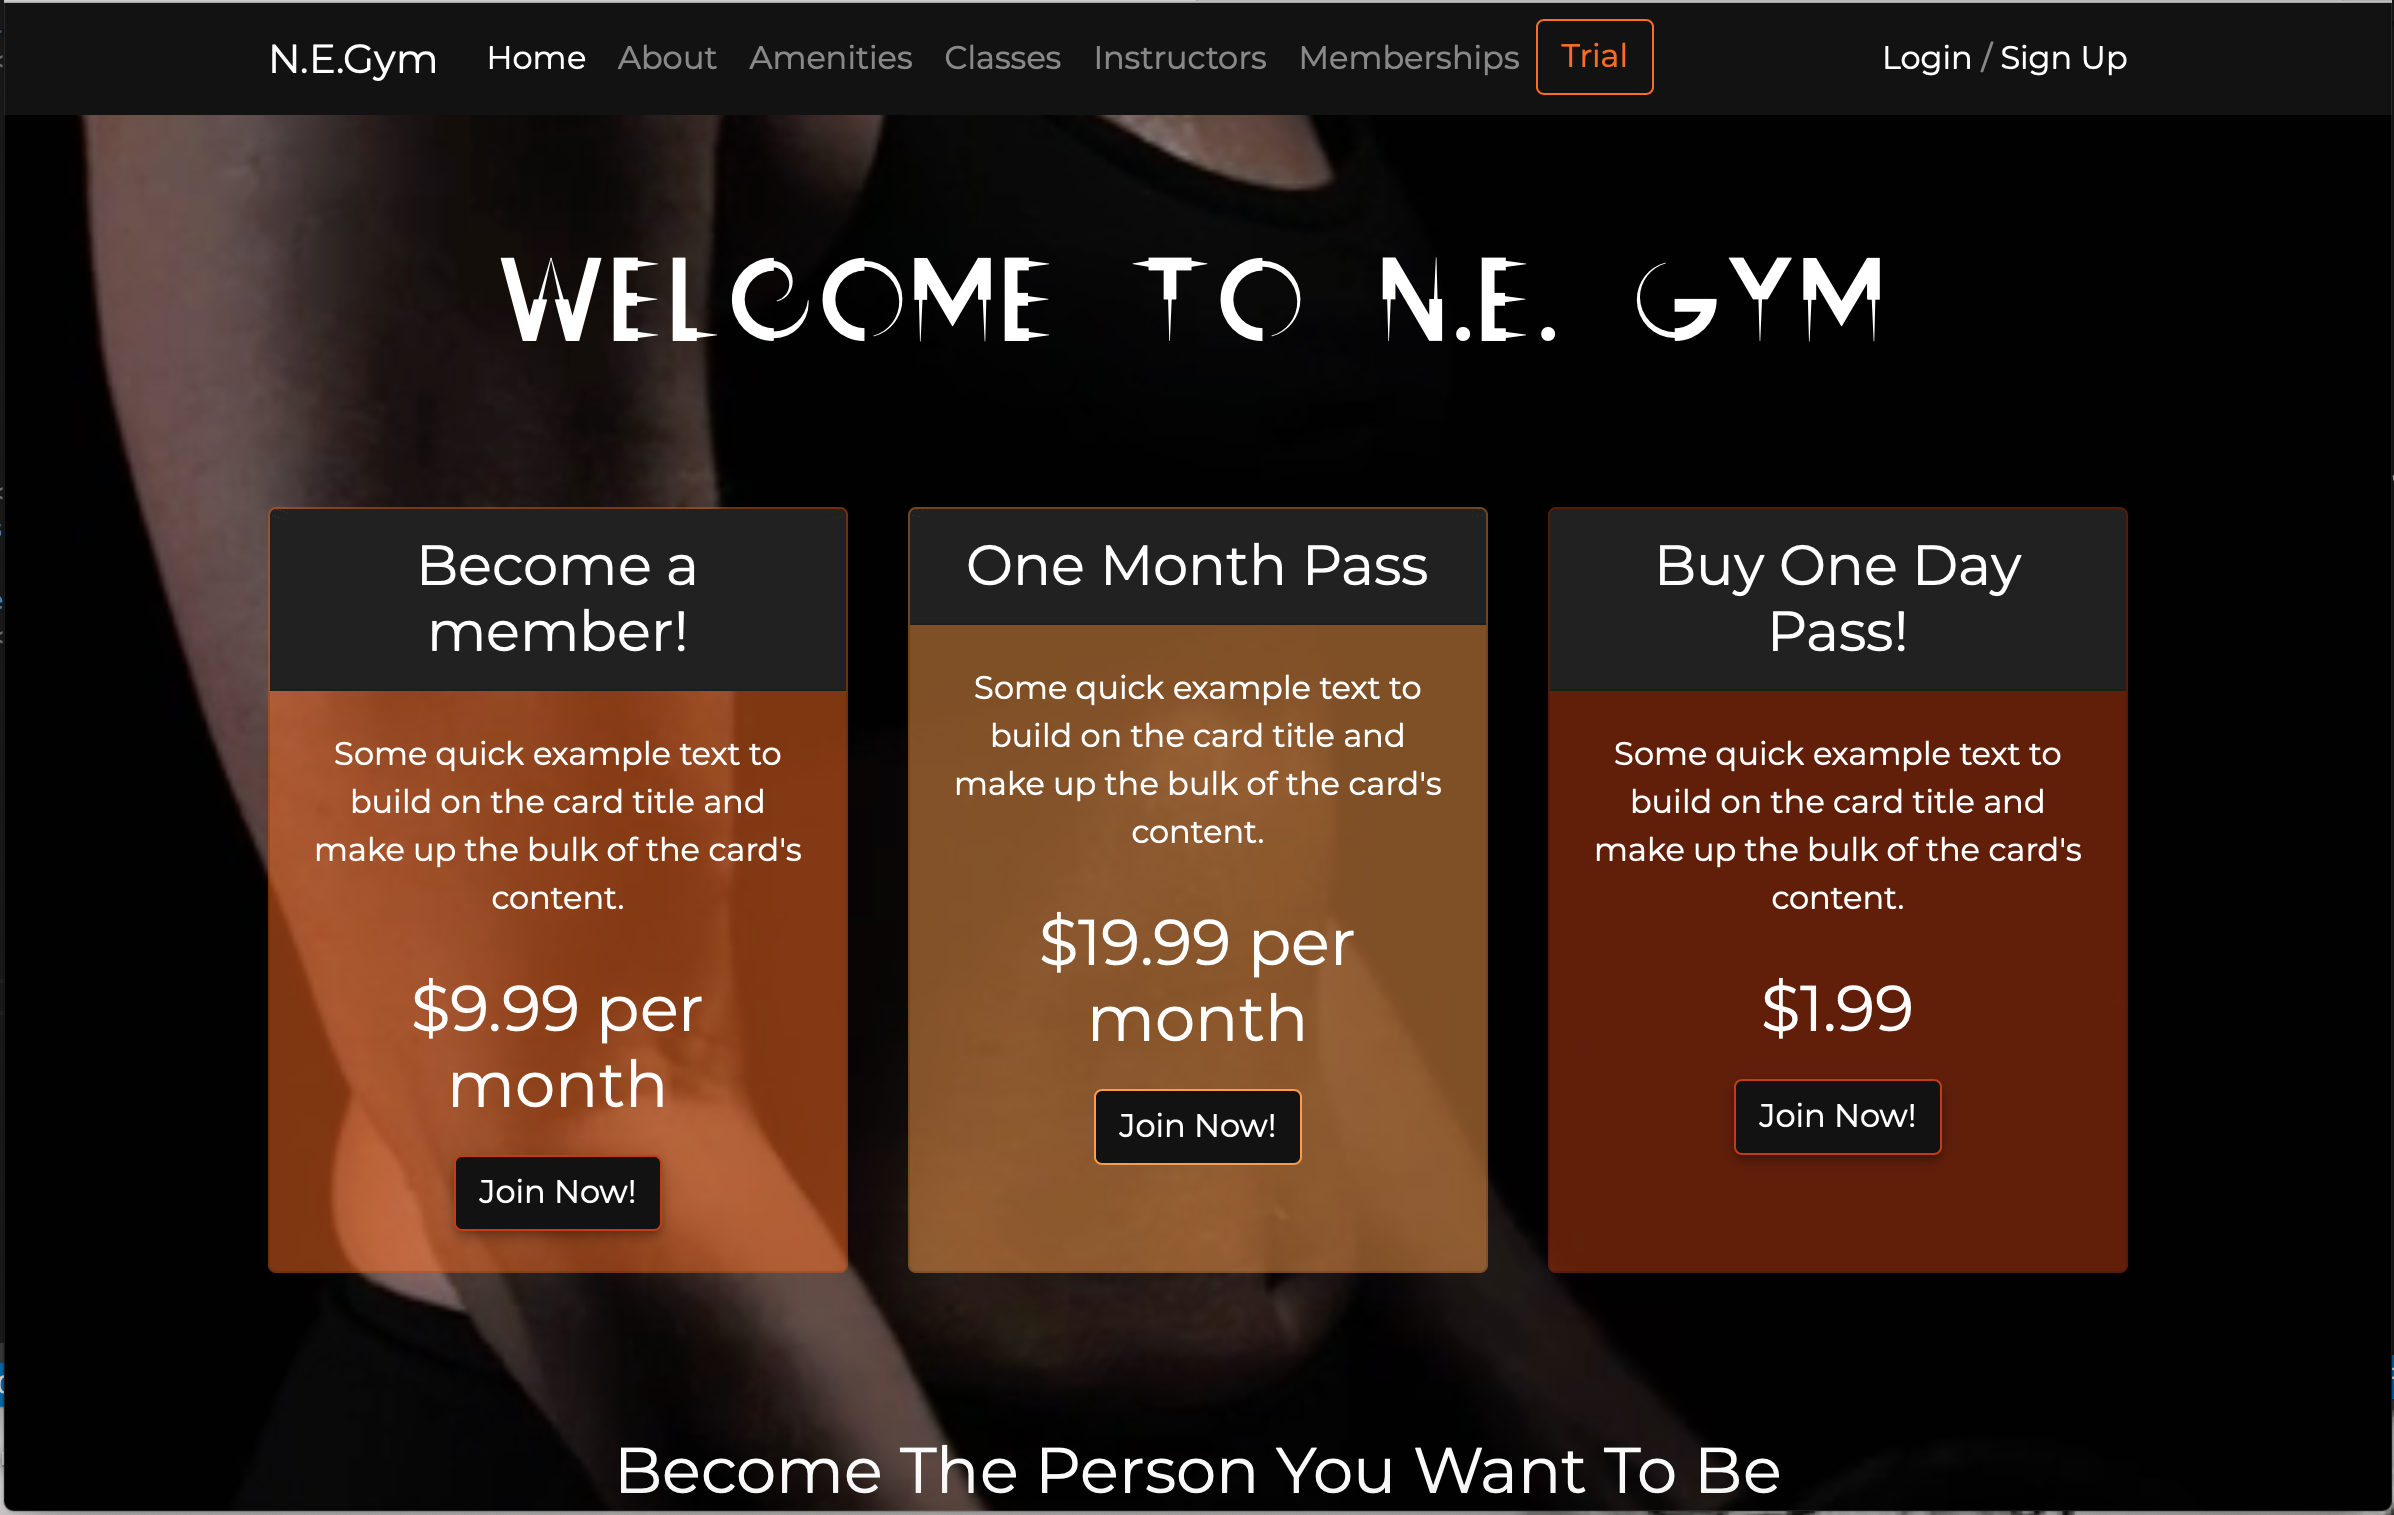 N.E.Gym Home About Amenities Classes Instructors Memberships Trial Login / Sign Up
WELCOME TO N.E. GYM
Become a
member!
Some quick example text to
build on the card title and
make up the bulk of the card's
content.
$9.99 per
month
Join Now!
One Month Pass
Some quick example text to
build on the card title and
make up the bulk of the card's
content.
$19.99 per
month
Join Now!
Buy One Day
Pass!
Some quick example text to
build on the card title and
make up the bulk of the card's
content.
$1.99
Join Now!
Become The Person You Want To Be